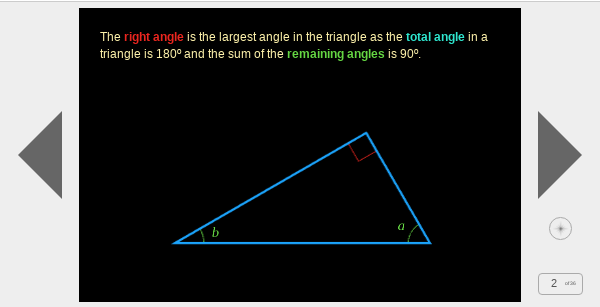 The right angle is the largest angle in the triangle as the total angle in a
triangle is 180º and the sum of the remaining angles is 90º.
a
b
2 of 36